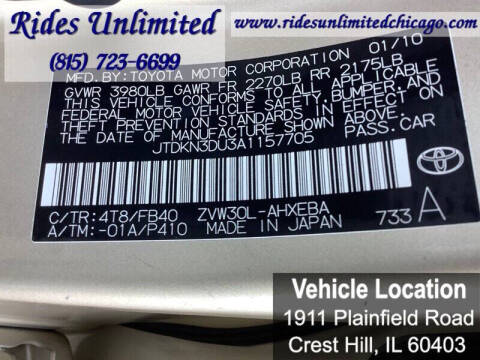 Rides Unlimited
(815) 723-6699
www.ridesunlimitedchicago.com
MFD. BY: TOYOTA MOTOR CORPORATION 01/10
GVWR 3980LB GAWR FR 2270LB RR 2175LB
THIS VEHICLE CONFORMS TO ALL APPLICABLE
FEDERAL MOTOR VEHICLE SAFETY, BUMPER, AND
THEFT PREVENTION STANDARDS IN EFFECT ON
THE DATE OF MANUFACTURE SHOWN ABOVE.
JTDKN3DU3A1157705 PASS. CAR
TOYOTA
C/TR:4T8/FB40 ZVW30L-AHXEBA
A/TM:-01A/P410 MADE IN JAPAN 733 A
Vehicle Location
1911 Plainfield Road
Crest Hill, IL 60403